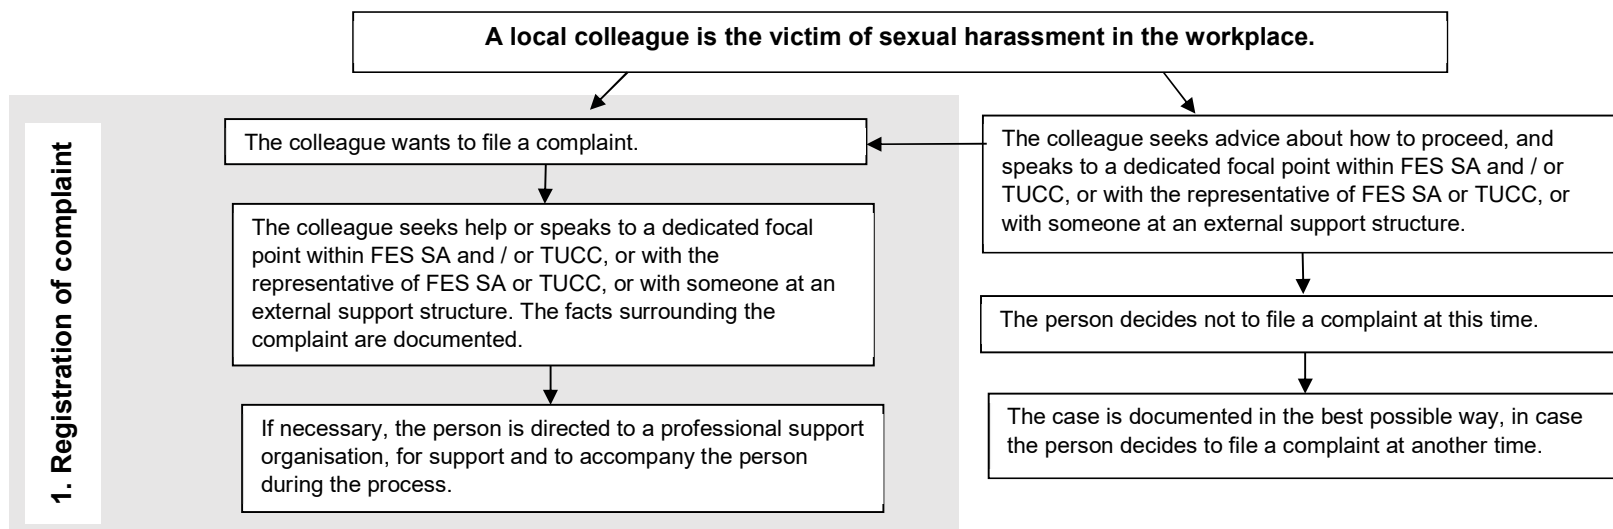 A local colleague is the victim of sexual harassment in the workplace.
1. Registration of complaint
The colleague wants to file a complaint.
The colleague seeks help or speaks to a dedicated focal
point within FES SA and / or TUCC, or with the
representative of FES SA or TUCC, or with someone at an
external support structure. The facts surrounding the
complaint are documented.
If necessary, the person is directed to a professional support
organisation, for support and to accompany the person
during the process.
The colleague seeks advice about how to proceed, and
speaks to a dedicated focal point within FES SA and / or
TUCC, or with the representative of FES SA or TUCC, or
with someone at an external support structure.
The person decides not to file a complaint at this time.
The case is documented in the best possible way, in case
the person decides to file a complaint at another time.